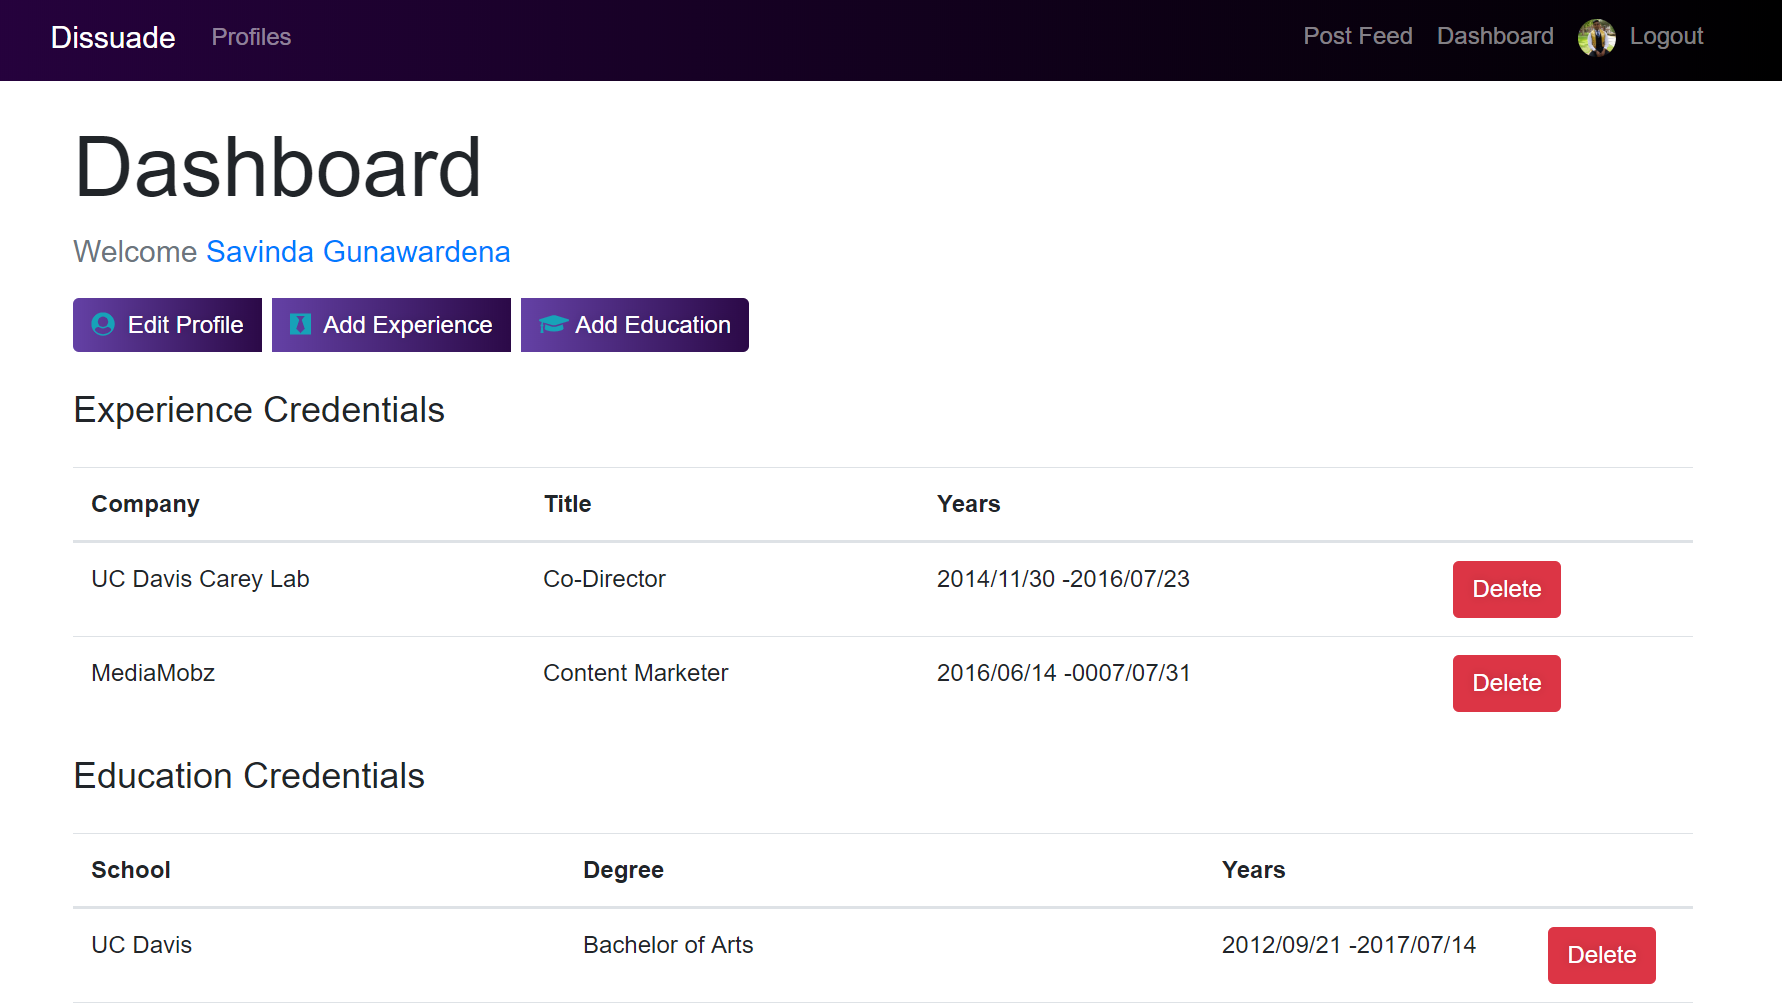 Dissuade Profiles Post Feed Dashboard Logout
Dashboard
Welcome Savinda Gunawardena
Edit Profile Add Experience Add Education
Experience Credentials
Company Title Years
UC Davis Carey Lab Co-Director 2014/11/30 -2016/07/23 Delete
MediaMobz Content Marketer 2016/06/14 -0007/07/31 Delete
Education Credentials
School Degree Years
UC Davis Bachelor of Arts 2012/09/21 -2017/07/14 Delete